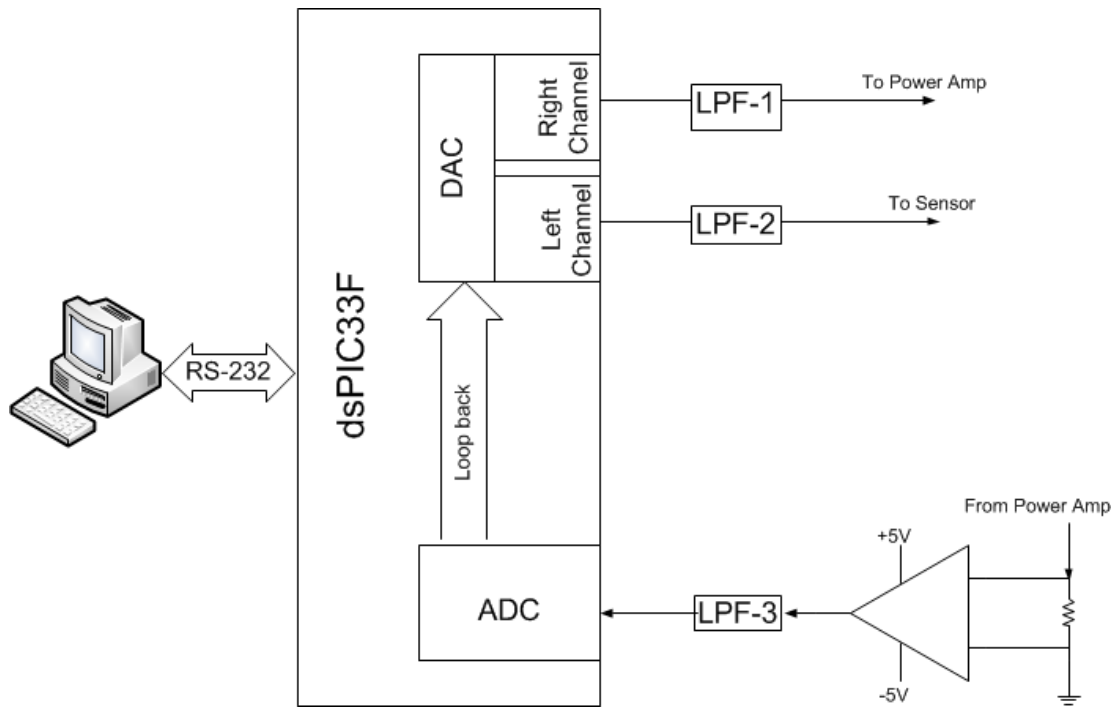 To Power Amp
Right
Channel
LPF-1
DAC
To Sensor
Left
Channel
LPF-2
dsPIC33F
RS-232
Loop back
From Power Amp
+5V
ADC
LPF-3
-5V